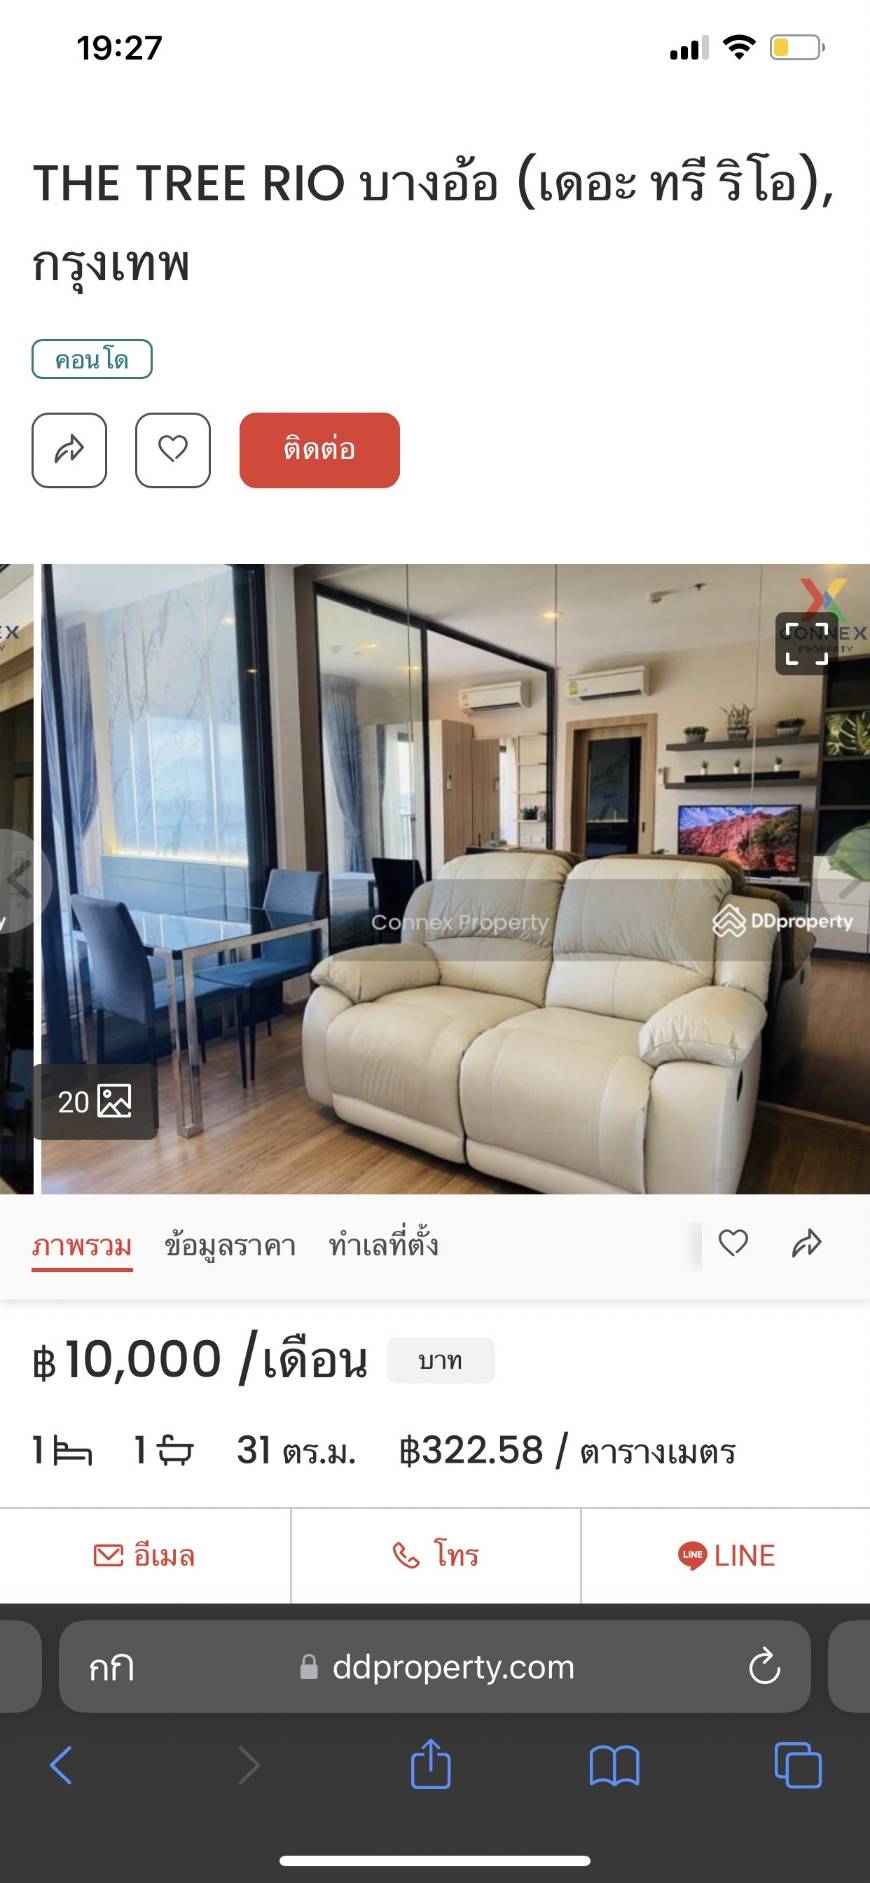 19:27
THE TREE RIO บางอ้อ (เดอะ ทรี ริโอ),
กรุงเทพ
คอนโด
ติดต่อ
CONNEX
PROPERTY
Connex Property
DDproperty
20
ภาพรวม ข้อมูลราคา ทำเลที่ตั้ง
฿10,000 /เดือน บาท
1 1 31 ตร.ม. ฿322.58 / ตารางเมตร
อีเมล โทร LINE LINE
กก ddproperty.com